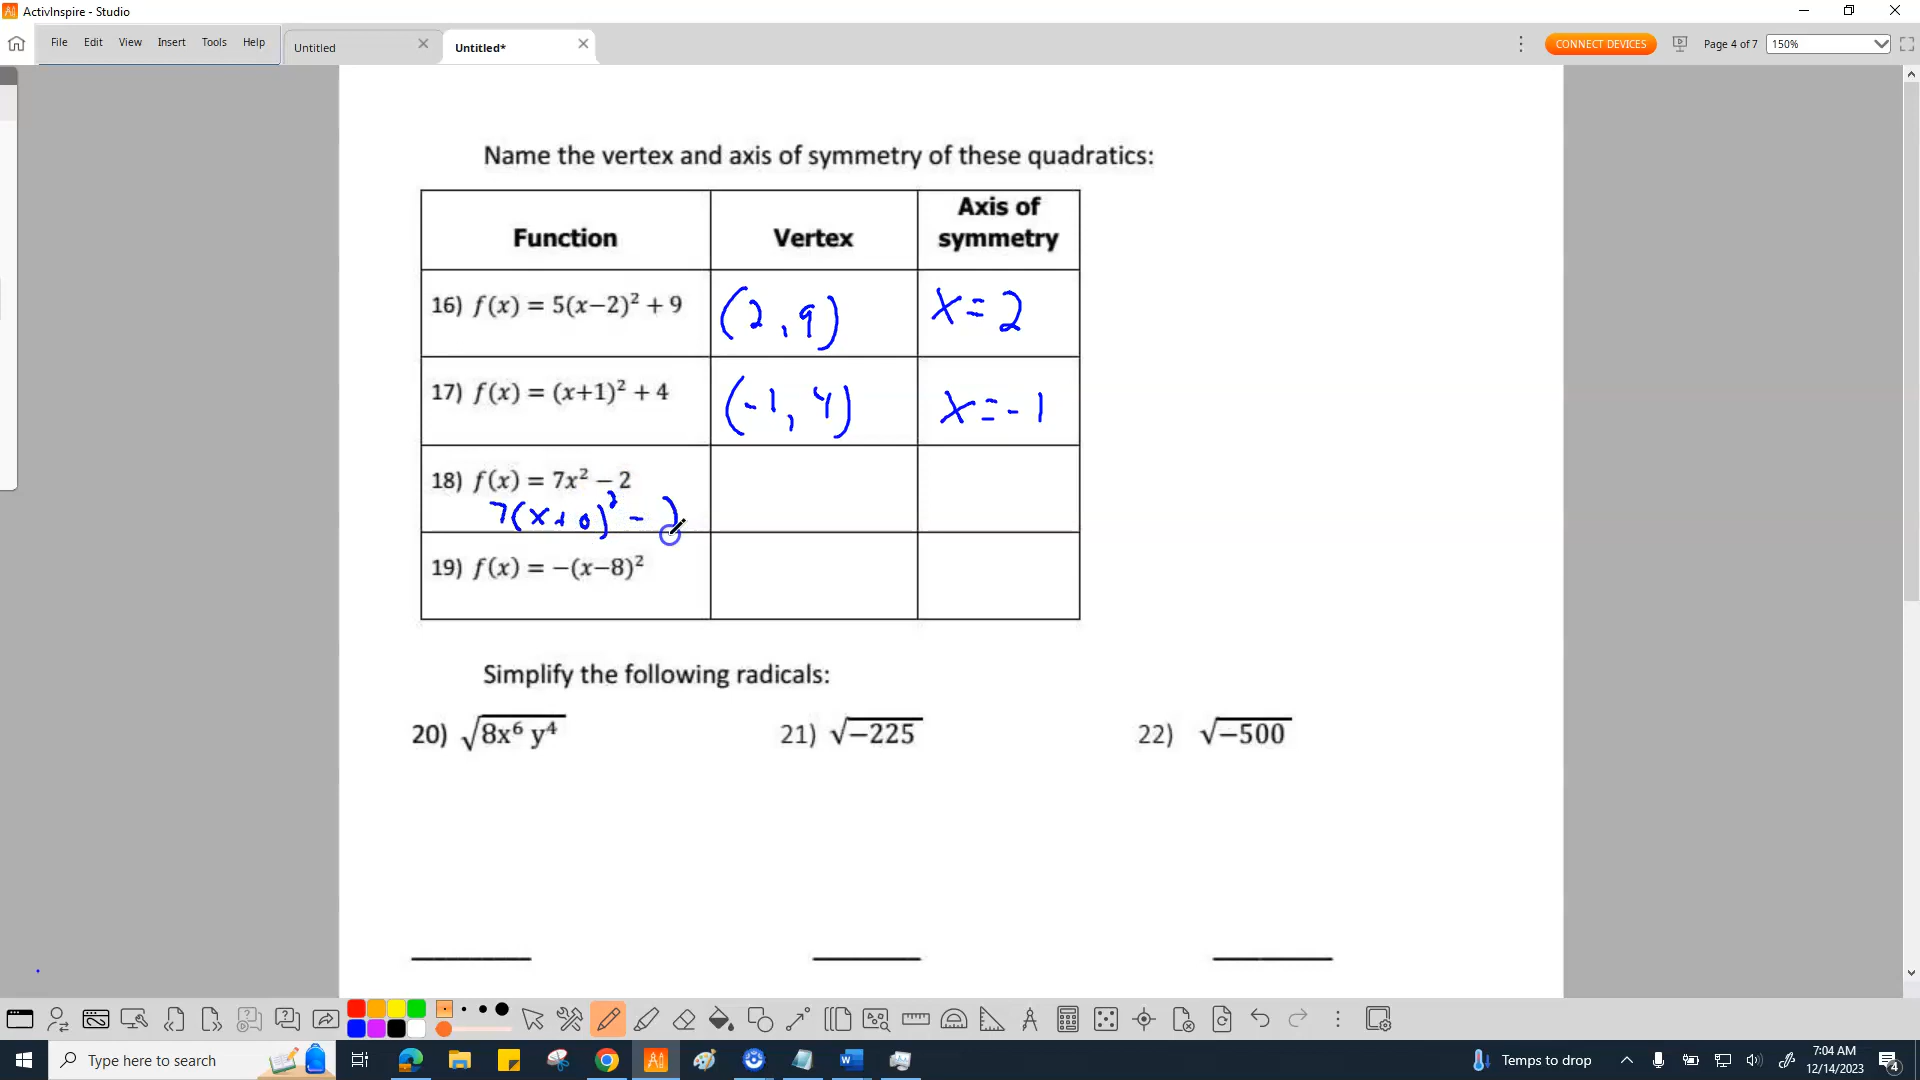 ActivInspire - Studio
File Edit View Insert Tools Help
Untitled
Untitled*
CONNECT DEVICES
Page 4 of 7
150%
Name the vertex and axis of symmetry of these quadratics:
Function Vertex Axis of symmetry
16) f(x) = 5(x−2)² + 9 (2, 9) x = 2
17) f(x) = (x+1)² + 4 (-1, 4) x = -1
18) f(x) = 7x² − 2
7(x+0)² -
19) f(x) = −(x−8)²
Simplify the following radicals:
20) √8x⁶ y⁴ 21) √−225 22) √−500
Type here to search
Temps to drop
7:04 AM
12/14/2023
4